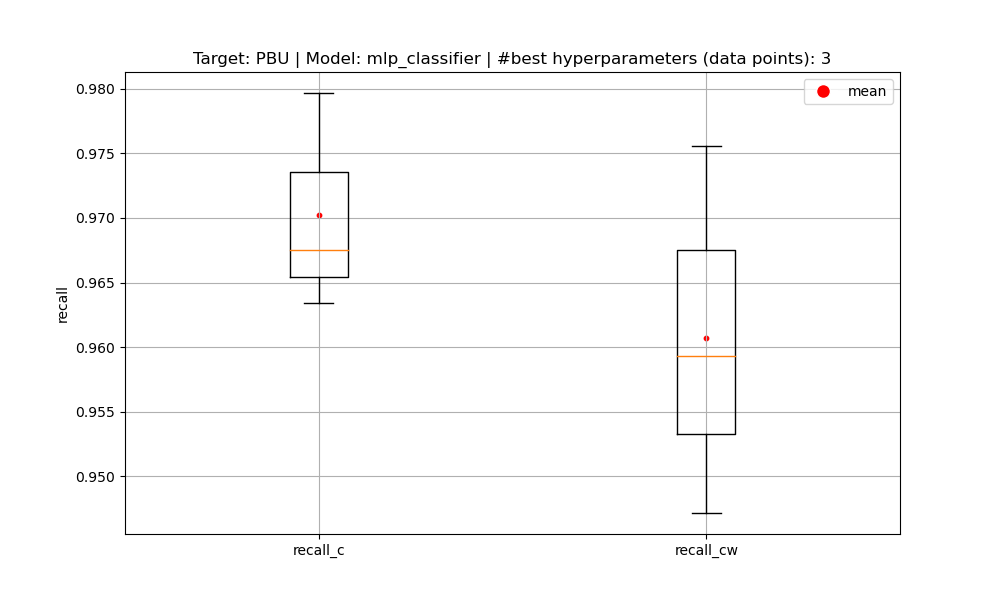 Target: PBU | Model: mlp_classifier | #best hyperparameters (data points): 3
mean
0.980
0.975
0.970
0.965
0.960
0.955
0.950
recall
recall_c
recall_cw